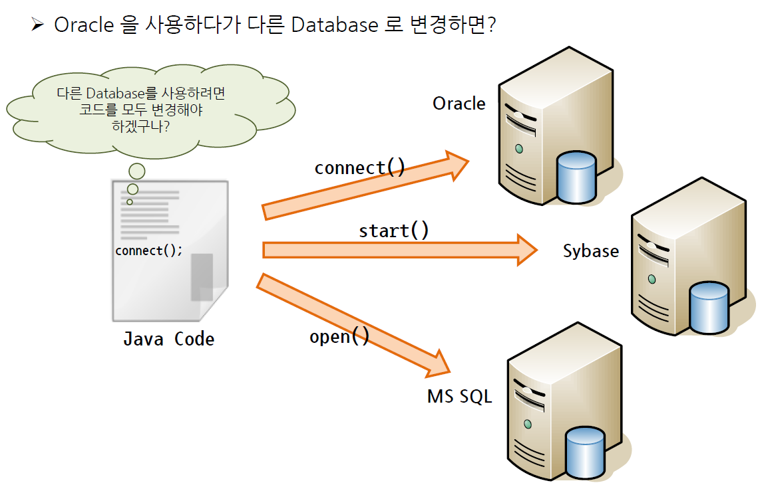 ➢ Oracle 을 사용하다가 다른 Database 로 변경하면?
다른 Database를 사용하려면
코드를 모두 변경해야
하겠구나?
Oracle
connect()
start()
Sybase
connect();
Java Code
open()
MS SQL